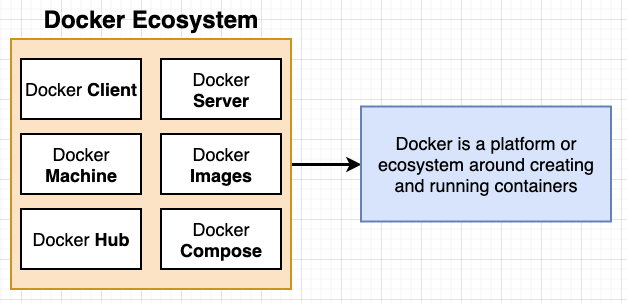 Docker Ecosystem
Docker Client
Docker
Server
Docker
Machine
Docker
Images
Docker Hub
Docker
Compose
Docker is a platform or
ecosystem around creating
and running containers